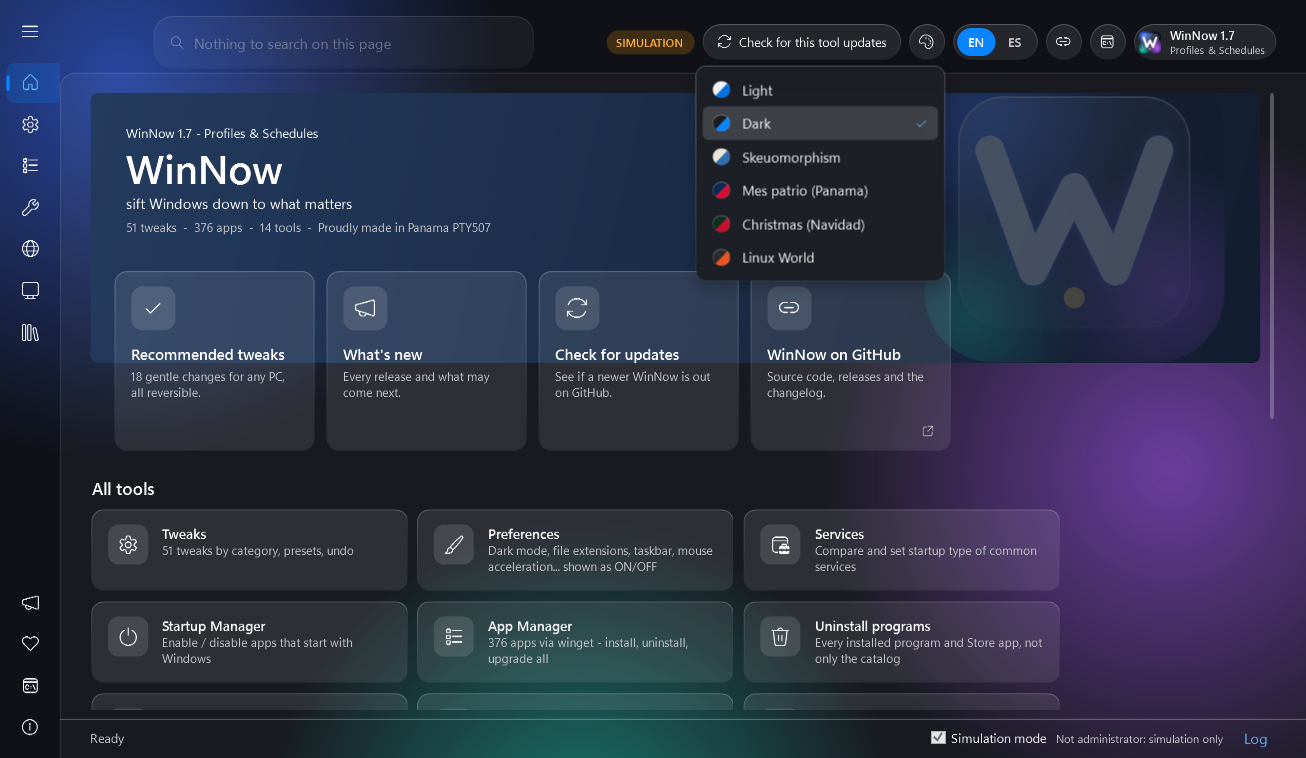 Nothing to search on this page
SIMULATION
Check for this tool updates
EN
ES
WinNow 1.7
Profiles & Schedules
Light
Dark
Skeuomorphism
Mes patrio (Panama)
Christmas (Navidad)
Linux World
WinNow 1.7 - Profiles & Schedules
WinNow
sift Windows down to what matters
51 tweaks - 376 apps - 14 tools - Proudly made in Panama PTY507
W
Recommended tweaks
18 gentle changes for any PC,
all reversible.
What's new
Every release and what may
come next.
Check for updates
See if a newer WinNow is out
on GitHub.
WinNow on GitHub
Source code, releases and the
changelog.
All tools
Tweaks
51 tweaks by category, presets, undo
Preferences
Dark mode, file extensions, taskbar, mouse
acceleration... shown as ON/OFF
Services
Compare and set startup type of common
services
Startup Manager
Enable / disable apps that start with
Windows
App Manager
376 apps via winget - install, uninstall,
upgrade all
Uninstall programs
Every installed program and Store app, not
only the catalog
Ready
Simulation mode
Not administrator: simulation only
Log